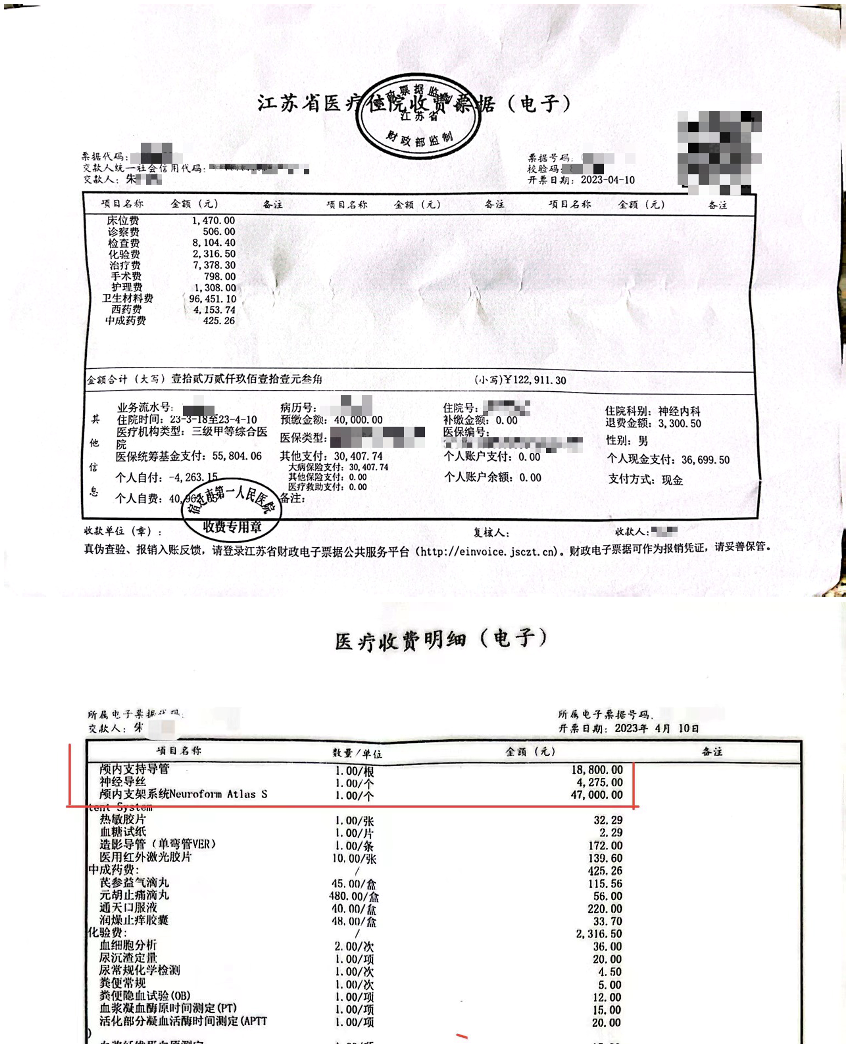 江苏省医疗住院收费票据（电子）
票据监制
江苏省
财政部监制
票据代码：
交款人统一社会信用代码：
交款人：朱
票据号码：
校验码：
开票日期：2023-04-10
项目名称 金额（元） 备注 项目名称 金额（元） 备注 项目名称 金额（元） 备注
床位费 1,470.00
诊察费 506.00
检查费 8,104.40
化验费 2,316.50
治疗费 7,378.30
手术费 798.00
护理费 1,308.00
卫生材料费 96,451.10
西药费 4,153.74
中成药费 425.26
金额合计（大写）壹拾贰万贰仟玖佰壹拾壹元叁角 （小写）¥122,911.30
其他信息
业务流水号： 病历号： 住院号： 住院科别：神经内科
住院时间：23-3-18至23-4-10 预缴金额：40,000.00 补缴金额：0.00 退费金额：3,300.50
医疗机构类型：三级甲等综合医院 医保类型： 医保编号： 性别：男
医保统筹基金支付：55,804.06 其他支付：30,407.74 个人账户支付：0.00 个人现金支付：36,699.50
大病保险支付：30,407.74
其他保险支付：0.00
医疗救助支付：0.00
个人自付：-4,263.15 个人账户余额：0.00 支付方式：现金
个人自费：40,96 备注：
宿迁市第一人民医院
收费专用章
收款单位（章）： 复核人： 收款人：
真伪查验、报销入账反馈，请登录江苏省财政电子票据公共服务平台（http://einvoice.jsczt.cn）。财政电子票据可作为报销凭证，请妥善保管。
医疗收费明细（电子）
所属电子票据代码： 所属电子票据号码：
交款人：朱 开票日期：2023年 4月 10日
项目名称 数量/单位 金额（元） 备注
颅内支持导管 1.00/根 18,800.00
神经导丝 1.00/个 4,275.00
颅内支架系统Neuroform Atlas S 1.00/个 47,000.00
tent System
热敏胶片 1.00/张 32.29
血糖试纸 1.00/片 2.29
造影导管（单弯管VER） 1.00/条 172.00
医用红外激光胶片 10.00/张 139.60
中成药费： / 425.26
芪参益气滴丸 45.00/盒 115.56
元胡止痛滴丸 480.00/盒 56.00
通天口服液 40.00/盒 220.00
润燥止痒胶囊 48.00/盒 33.70
化验费： / 2,316.50
血细胞分析 2.00/次 36.00
尿沉渣定量 1.00/项 20.00
尿常规化学检测 1.00/次 4.50
粪便常规 1.00/次 5.00
粪便隐血试验(OB) 1.00/项 12.00
血浆凝血酶原时间测定(PT) 1.00/项 15.00
活化部分凝血活酶时间测定(APTT 1.00/项 20.00
)